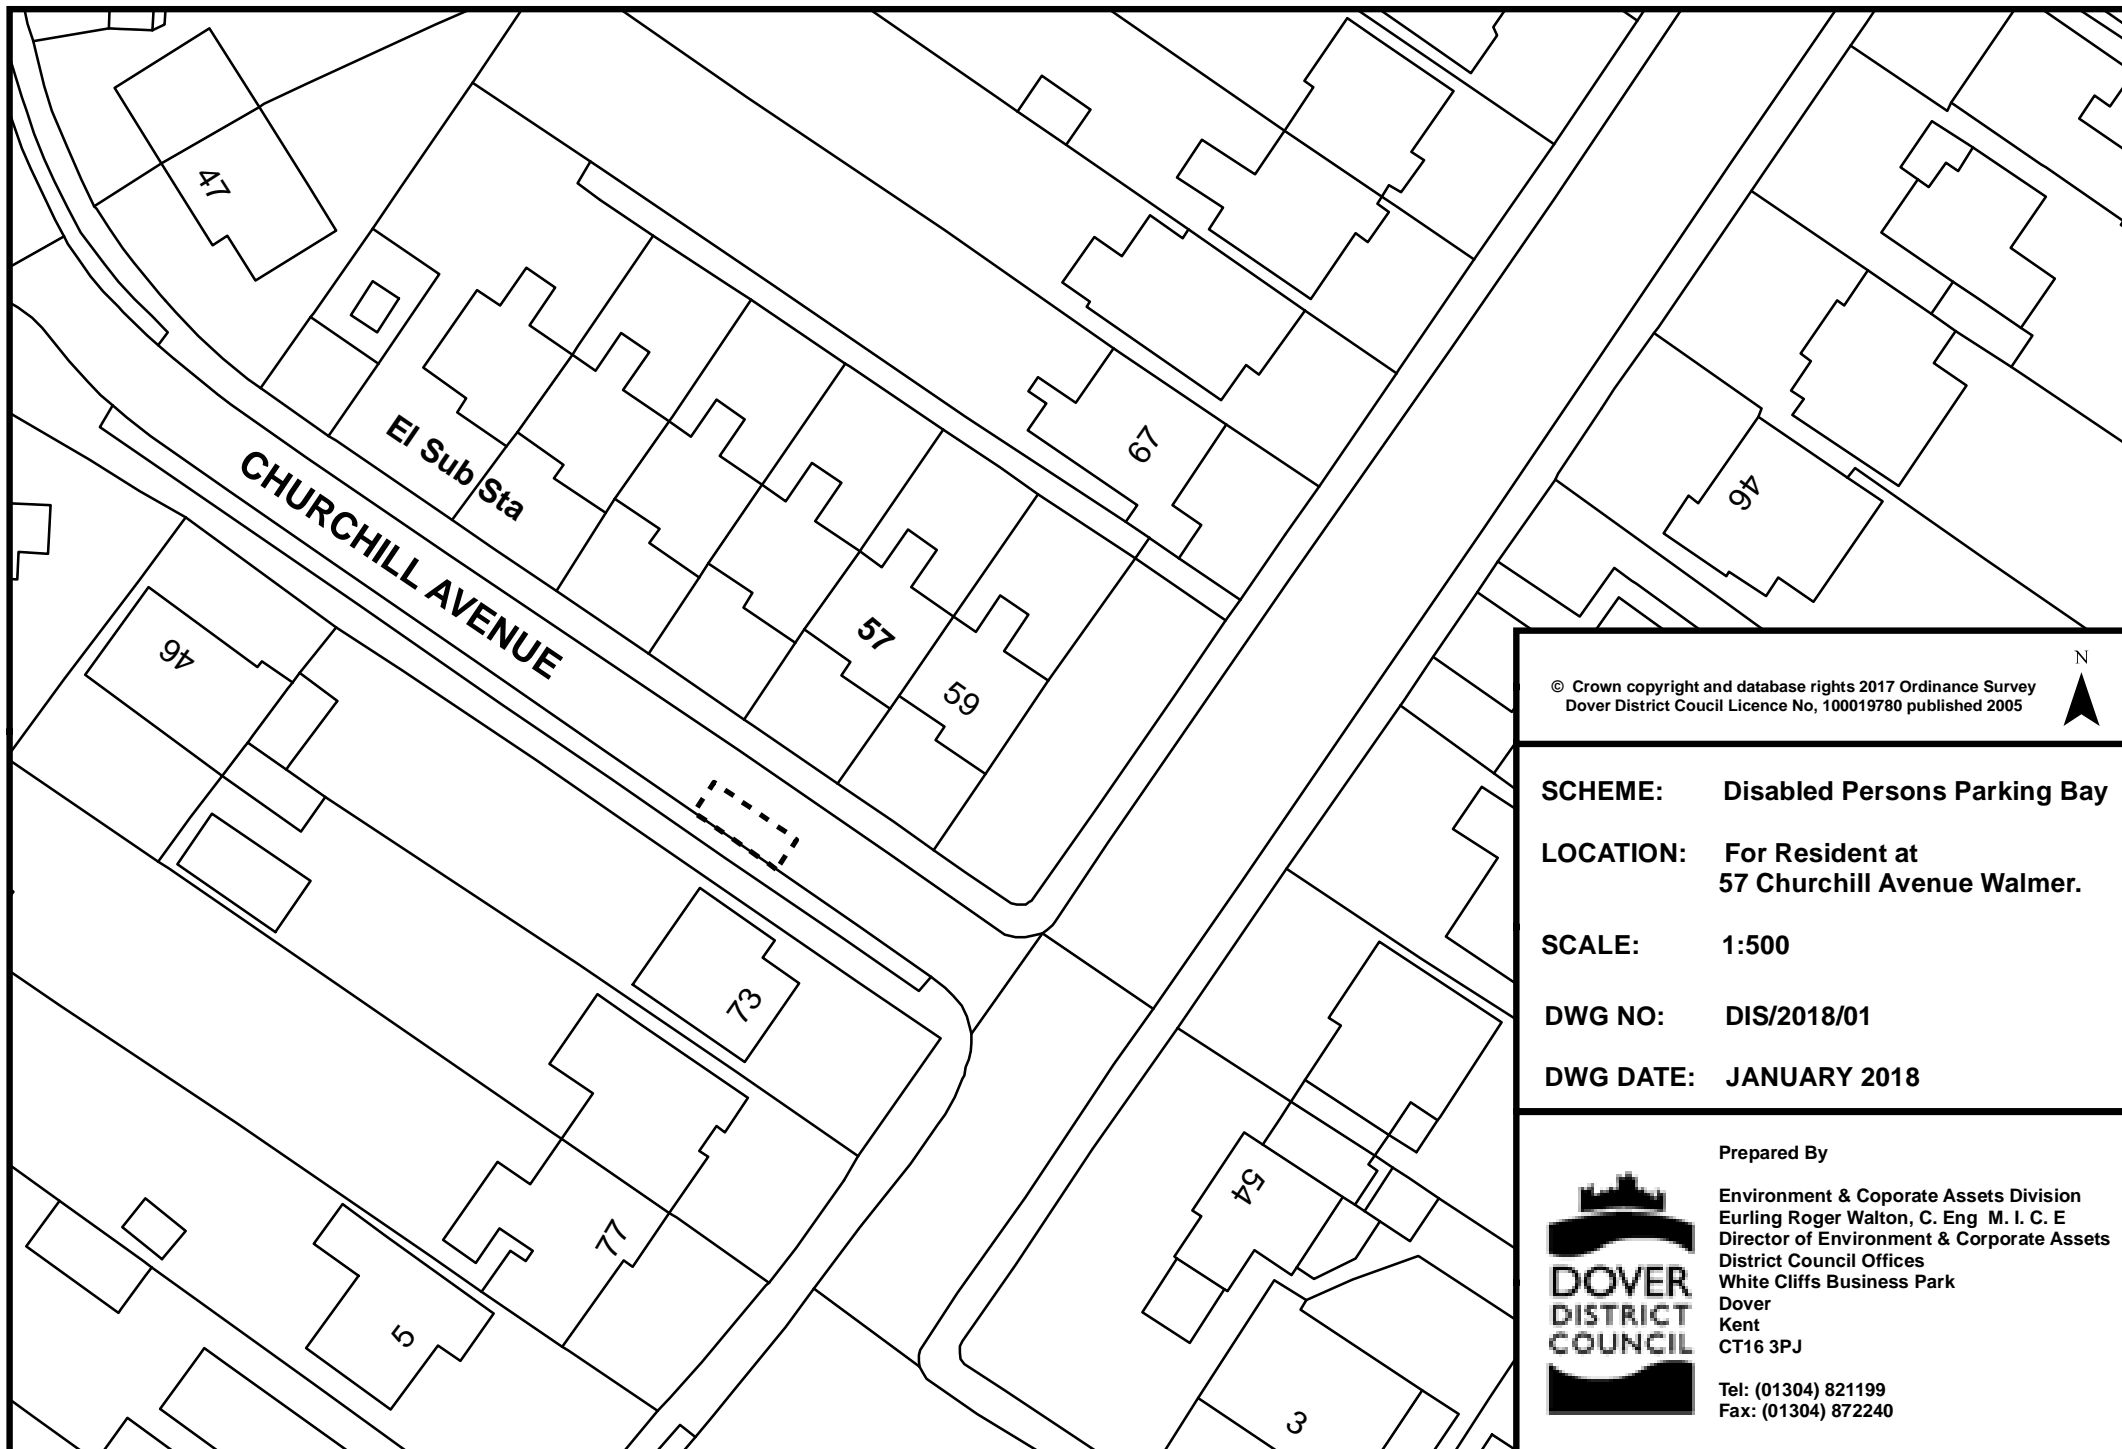 47
El Sub Sta
CHURCHILL AVENUE
67
46
57
59
46
73
77
54
5
3
N
© Crown copyright and database rights 2017 Ordinance Survey
Dover District Coucil Licence No, 100019780 published 2005
SCHEME: Disabled Persons Parking Bay
LOCATION: For Resident at
57 Churchill Avenue Walmer.
SCALE: 1:500
DWG NO: DIS/2018/01
DWG DATE: JANUARY 2018
Prepared By
Environment & Coporate Assets Division
Eurling Roger Walton, C. Eng M. I. C. E
Director of Environment & Corporate Assets
District Council Offices
White Cliffs Business Park
Dover
Kent
CT16 3PJ
Tel: (01304) 821199
Fax: (01304) 872240
DOVER
DISTRICT
COUNCIL